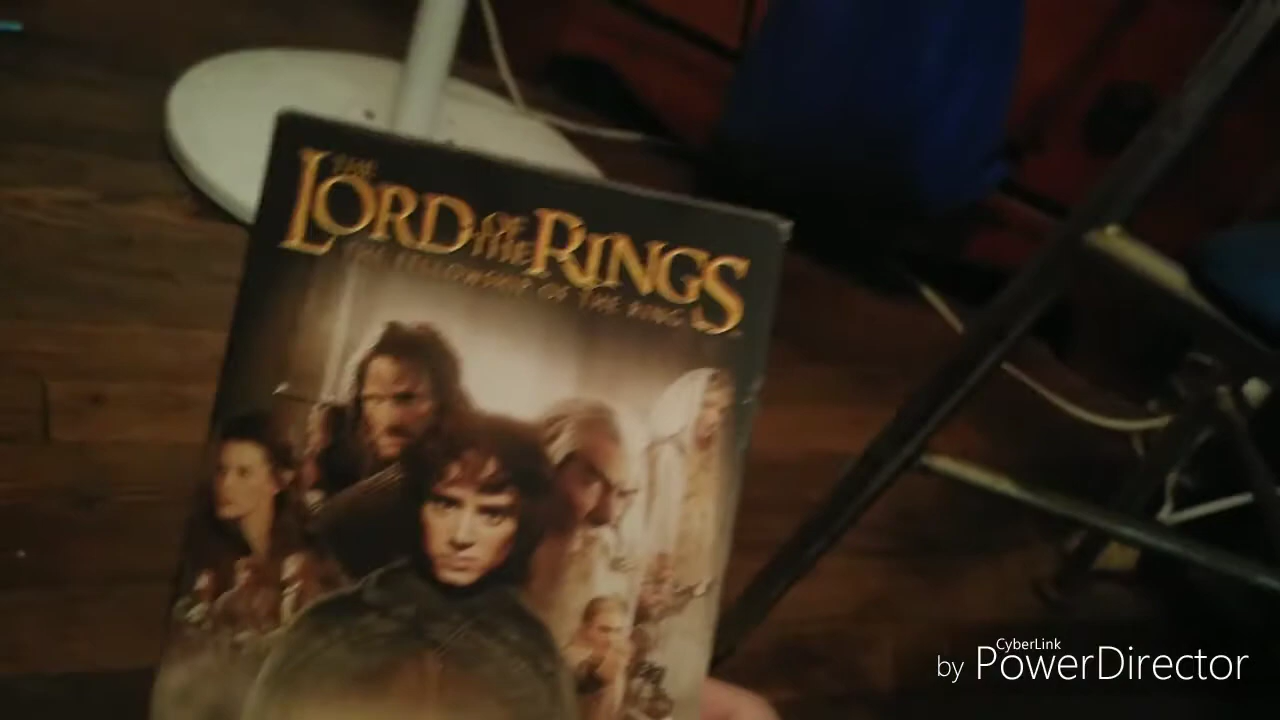 THE
LORD OF THE RINGS
THE FELLOWSHIP OF THE RING
CyberLink
by PowerDirector